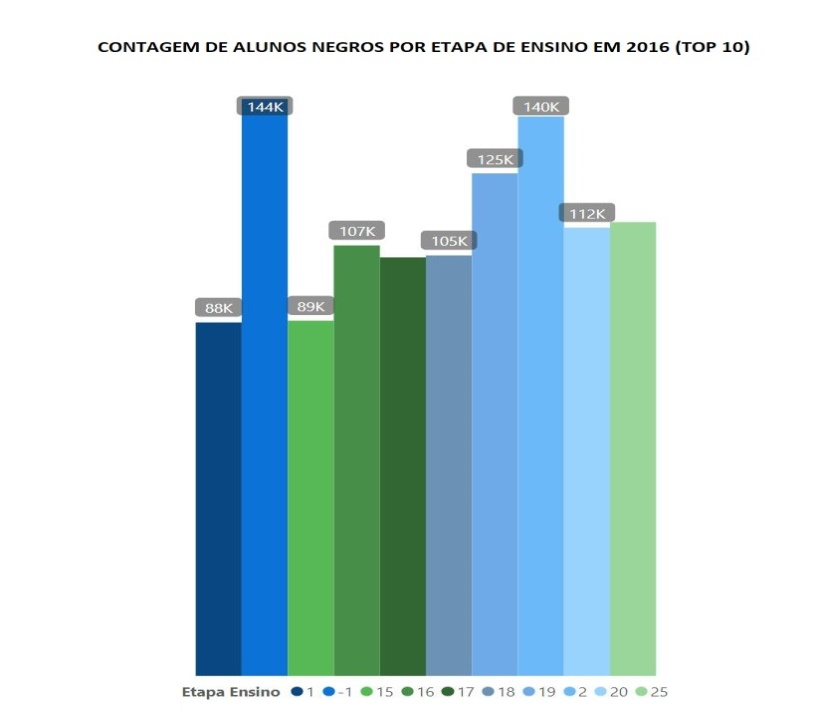 CONTAGEM DE ALUNOS NEGROS POR ETAPA DE ENSINO EM 2016 (TOP 10)
144K
140K
125K
112K
107K
105K
88K
89K
Etapa Ensino 1 -1 15 16 17 18 19 2 20 25